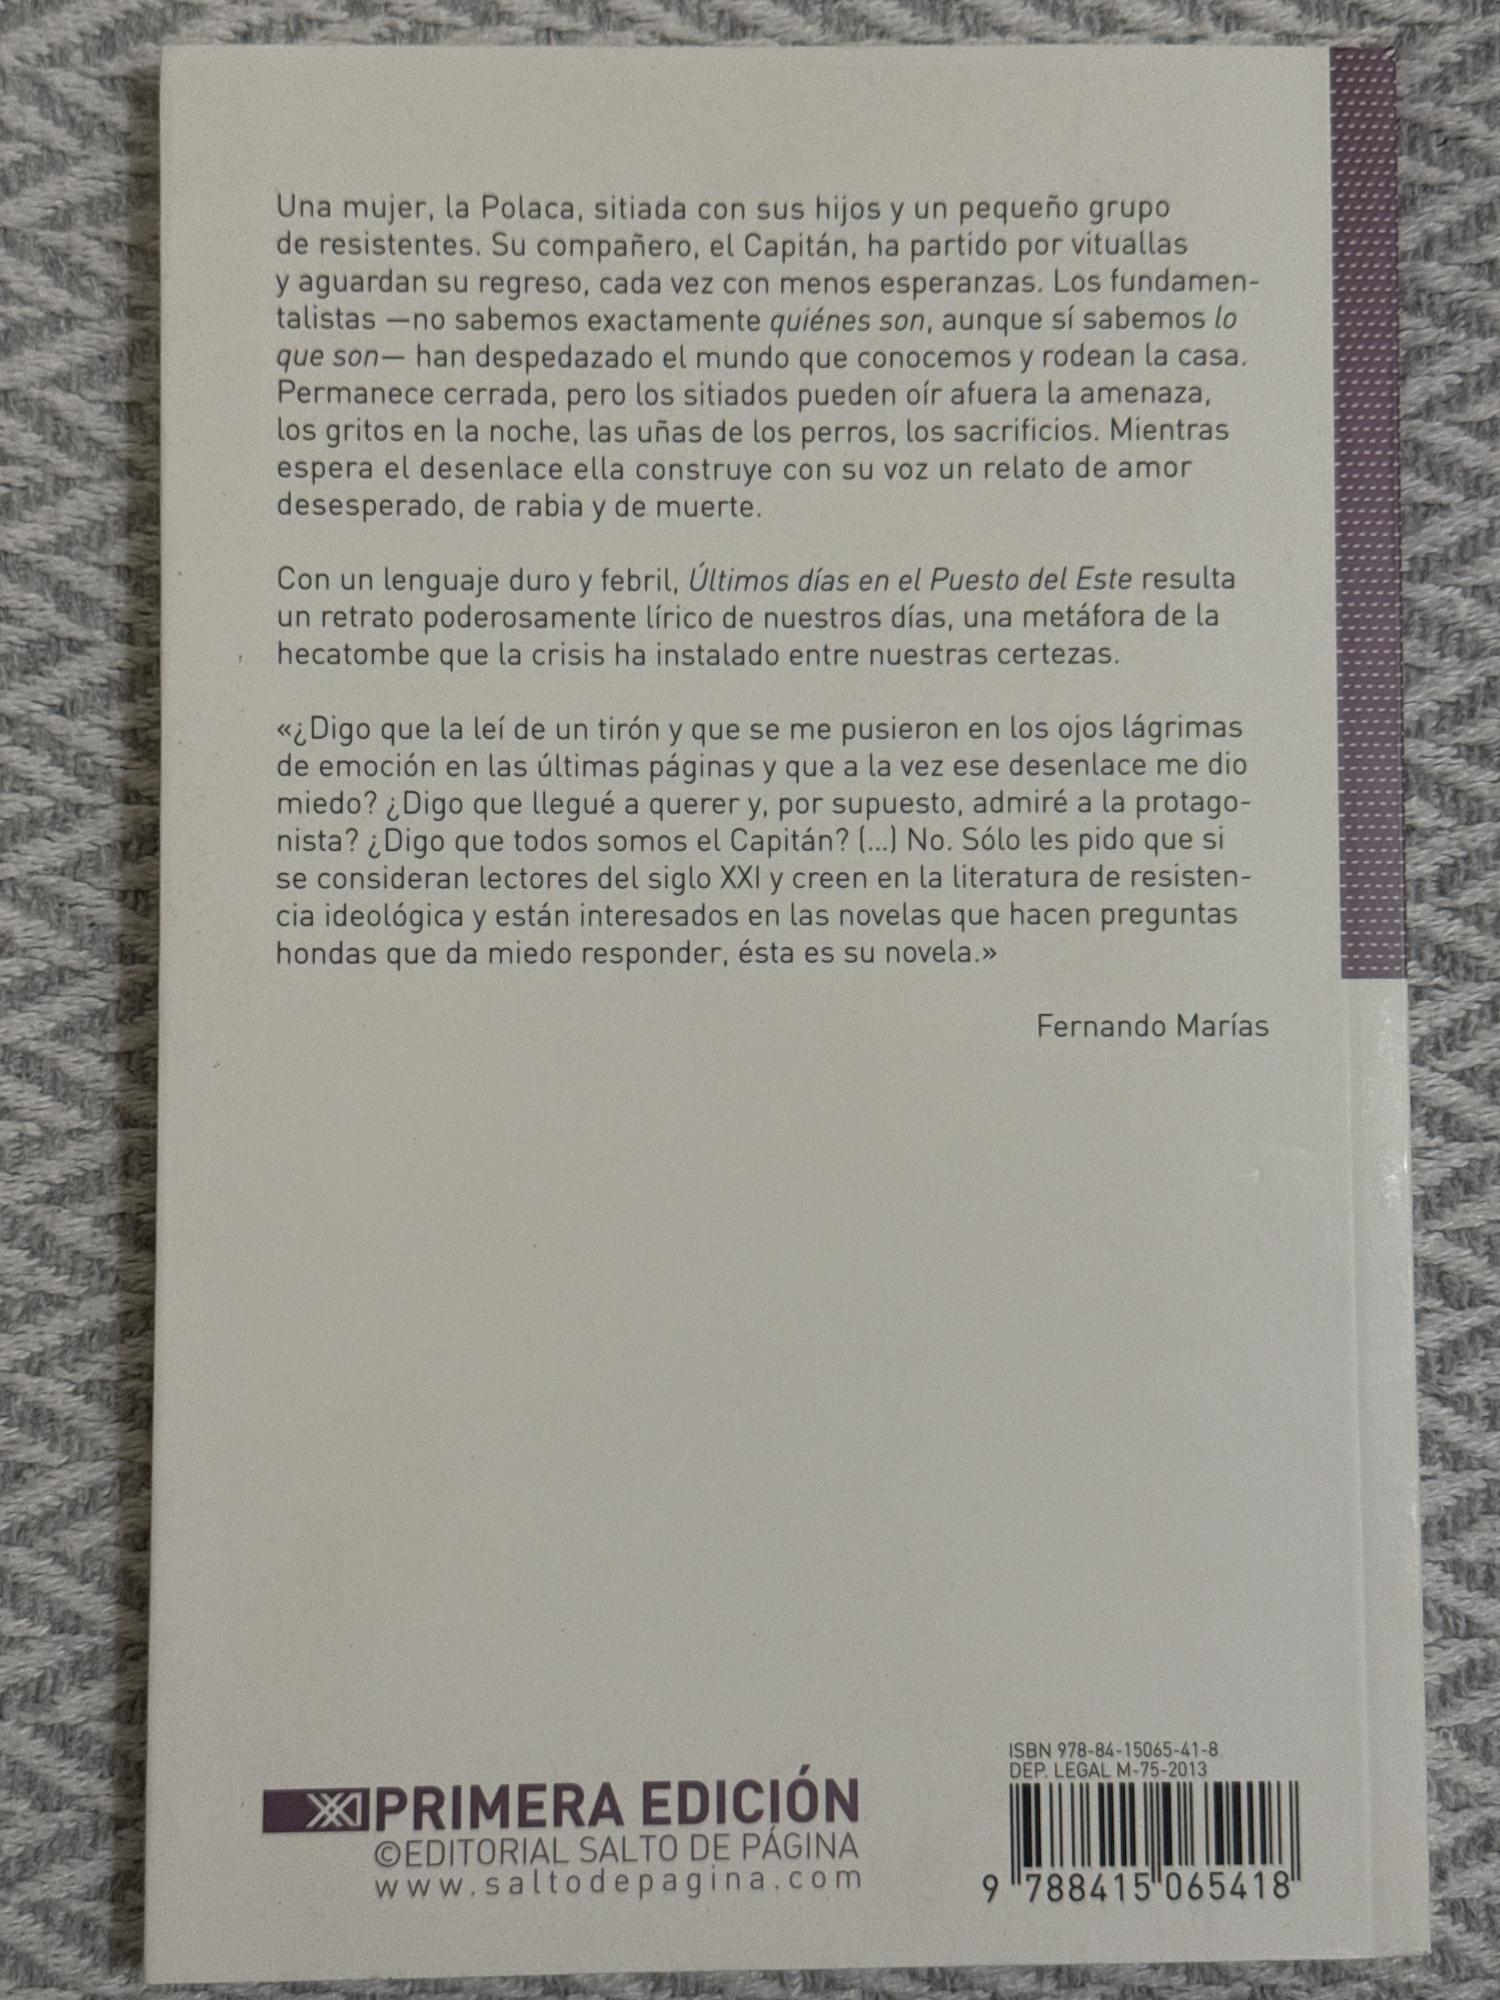 Una mujer, la Polaca, sitiada con sus hijos y un pequeño grupo
de resistentes. Su compañero, el Capitán, ha partido por vituallas
y aguardan su regreso, cada vez con menos esperanzas. Los fundamen-
talistas —no sabemos exactamente quiénes son, aunque sí sabemos lo
que son— han despedazado el mundo que conocemos y rodean la casa.
Permanece cerrada, pero los sitiados pueden oír afuera la amenaza,
los gritos en la noche, las uñas de los perros, los sacrificios. Mientras
espera el desenlace ella construye con su voz un relato de amor
desesperado, de rabia y de muerte.
Con un lenguaje duro y febril, Últimos días en el Puesto del Este resulta
un retrato poderosamente lírico de nuestros días, una metáfora de la
hecatombe que la crisis ha instalado entre nuestras certezas.
«¿Digo que la leí de un tirón y que se me pusieron en los ojos lágrimas
de emoción en las últimas páginas y que a la vez ese desenlace me dio
miedo? ¿Digo que llegué a querer y, por supuesto, admiré a la protago-
nista? ¿Digo que todos somos el Capitán? (...) No. Sólo les pido que si
se consideran lectores del siglo XXI y creen en la literatura de resisten-
cia ideológica y están interesados en las novelas que hacen preguntas
hondas que da miedo responder, ésta es su novela.»
Fernando Marías
XXI PRIMERA EDICIÓN
©EDITORIAL SALTO DE PÁGINA
www.saltodepagina.com
ISBN 978-84-15065-41-8
DEP. LEGAL M-75-2013
9 788415 065418